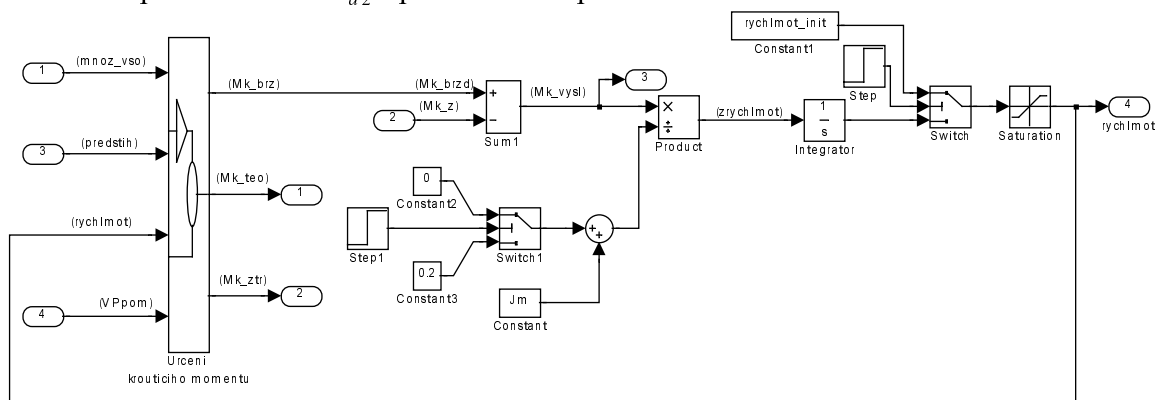 a 2
rychlmot_init
Constant1
1
(mnoz_vso)
(Mk_brz)
(Mk_brzd)
(Mk_z)
2
+
−
Sum1
(Mk_vysl)
3
×
÷
Product
(zrychlmot)
1
s
Integrator
Step
Switch
Saturation
4
rychlmot
3
(predstih)
(Mk_teo)
1
0
Constant2
Step1
Switch1
+
+
0.2
Constant3
Jm
Constant
(rychlmot)
(Mk_ztr)
2
4
(VPpom)
Urceni
krouticiho momentu